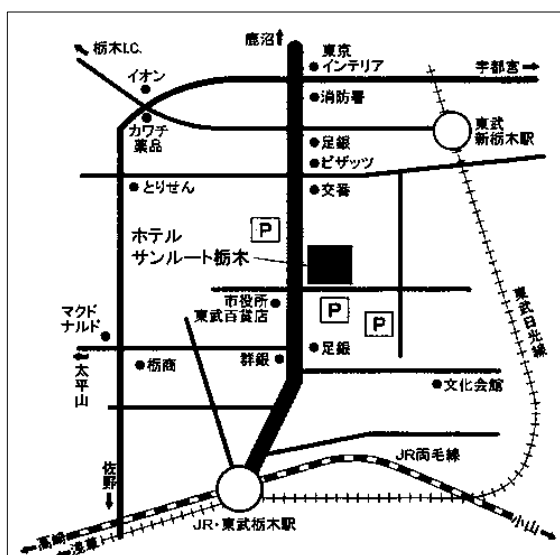 栃木I.C.
鹿沼
東京
インテリア
宇都宮
イオン
消防署
カワチ
薬品
足銀
東武
新栃木駅
ピザッツ
とりせん
交番
P
ホテル
サンルート栃木
市役所
東武百貨店
P
P
マクド
ナルド
東武日光線
太平山
栃商
群銀
足銀
文化会館
佐野
JR両毛線
高崎
浅草
JR・東武栃木駅
小山